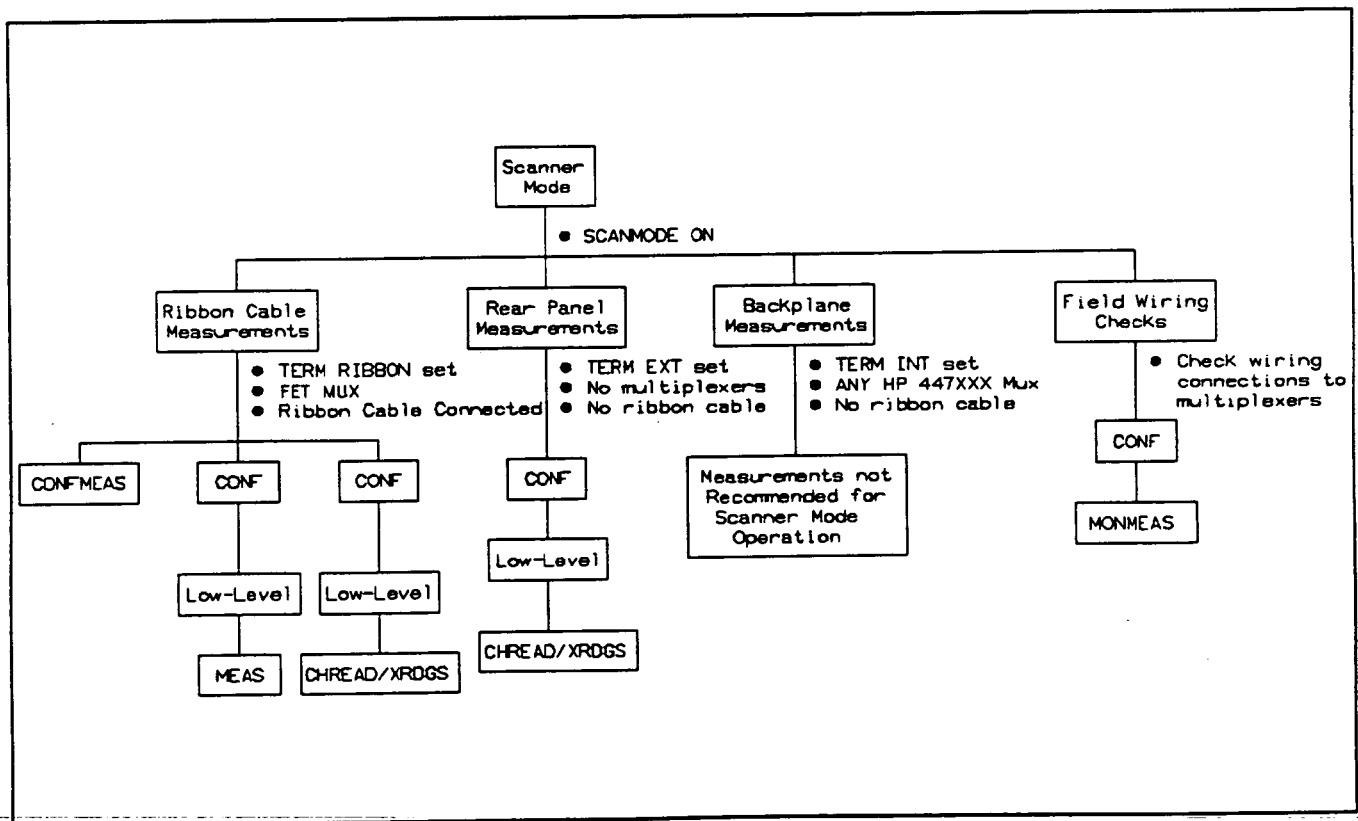 Scanner
Mode
● SCANMODE ON
Ribbon Cable
Measurements
● TERM RIBBON set
● FET MUX
● Ribbon Cable Connected
CONFMEAS
CONF
Low-Level
MEAS
CONF
Low-Level
CHREAD/XRDGS
Rear Panel
Measurements
● TERM EXT set
● No multiplexers
● No ribbon cable
CONF
Low-Level
CHREAD/XRDGS
Backplane
Measurements
● TERM INT set
● ANY HP 447XXX Mux
● No ribbon cable
Measurements not
Recommended for
Scanner Mode
Operation
Field Wiring
Checks
● Check wiring
connections to
multiplexers
CONF
MONMEAS